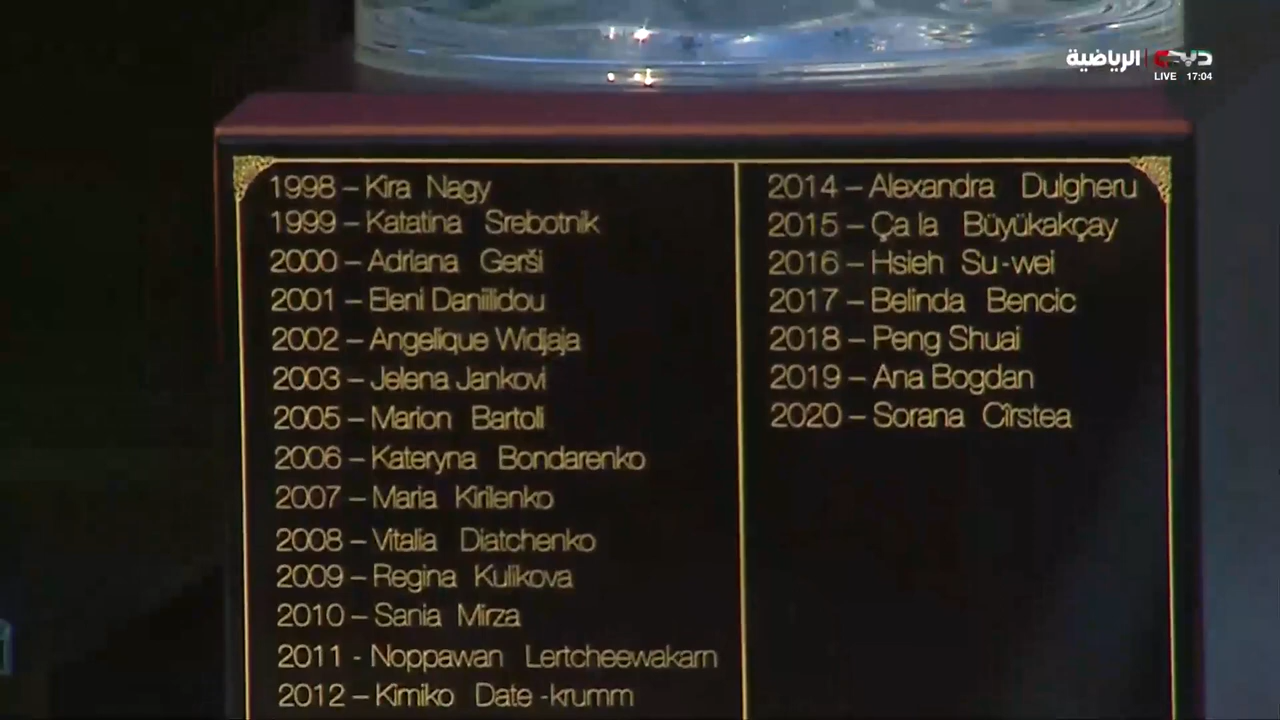 دبي الرياضية
LIVE 17:04
1998 – Kira Nagy
1999 – Katatina Srebotnik
2000 – Adriana Gerši
2001 – Eleni Daniilidou
2002 – Angelique Widjaja
2003 – Jelena Jankovi
2005 – Marion Bartoli
2006 – Kateryna Bondarenko
2007 – Maria Kirilenko
2008 – Vitalia Diatchenko
2009 – Regina Kulikova
2010 – Sania Mirza
2011 - Noppawan Lertcheewakarn
2012 – Kimiko Date -krumm
2014 – Alexandra Dulgheru
2015 – Ça la Büyükakçay
2016 – Hsieh Su-wei
2017 – Belinda Bencic
2018 – Peng Shuai
2019 – Ana Bogdan
2020 – Sorana Cîrstea